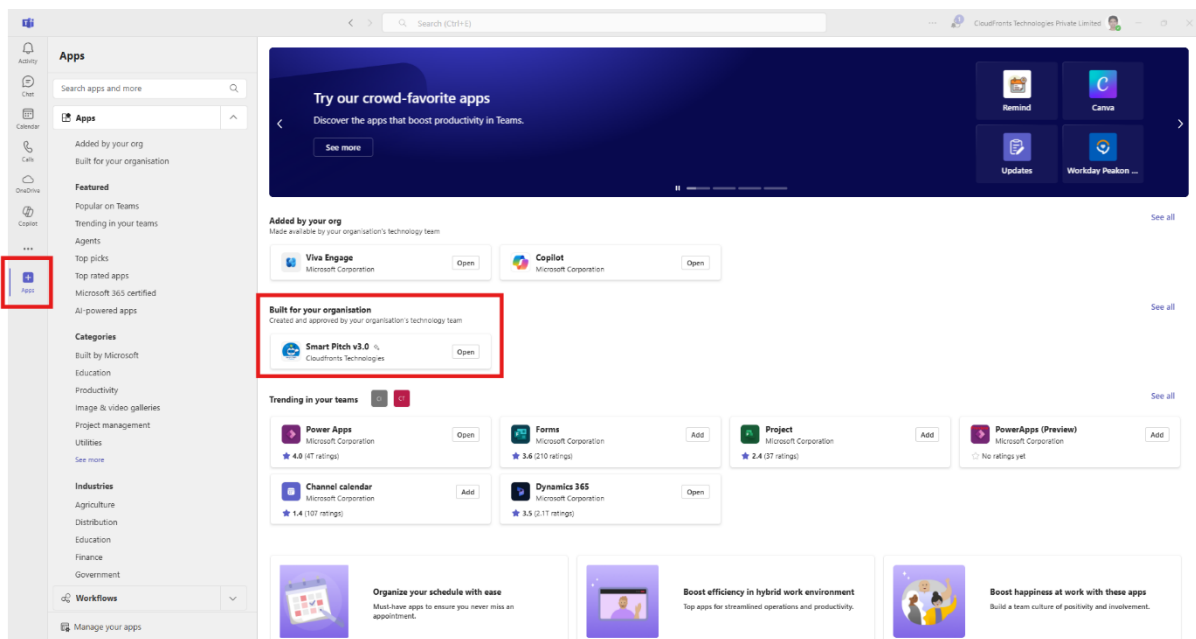 Search (Ctrl+E)
CloudFronts Technologies Private Limited
Activity
Chat
Calendar
Calls
OneDrive
Copilot
Apps
Apps
Search apps and more
Apps
Added by your org
Built for your organisation
Featured
Popular on Teams
Trending in your teams
Agents
Top picks
Top rated apps
Microsoft 365 certified
AI-powered apps
Categories
Built by Microsoft
Education
Productivity
Image & video galleries
Project management
Utilities
See more
Industries
Agriculture
Distribution
Education
Finance
Government
Workflows
Manage your apps
Try our crowd-favorite apps
Discover the apps that boost productivity in Teams.
See more
Remind
Canva
Updates
Workday Peakon ...
Added by your org
See all
Made available by your organisation's technology team
Viva Engage
Microsoft Corporation
Open
Copilot
Microsoft Corporation
Open
Built for your organisation
See all
Created and approved by your organisation's technology team
Smart Pitch v3.0
Cloudfronts Technologies
Open
Trending in your teams
See all
Power Apps
Microsoft Corporation
Open
4.0 (4T ratings)
Forms
Microsoft Corporation
Add
3.6 (210 ratings)
Project
Microsoft Corporation
Add
2.4 (37 ratings)
PowerApps (Preview)
Microsoft Corporation
Add
No ratings yet
Channel calendar
Microsoft Corporation
Add
1.4 (107 ratings)
Dynamics 365
Microsoft Corporation
Open
3.5 (2.1T ratings)
Organize your schedule with ease
Must-have apps to ensure you never miss an
appointment.
Boost efficiency in hybrid work environment
Top apps for streamlined operations and productivity.
Boost happiness at work with these apps
Build a team culture of positivity and involvement.